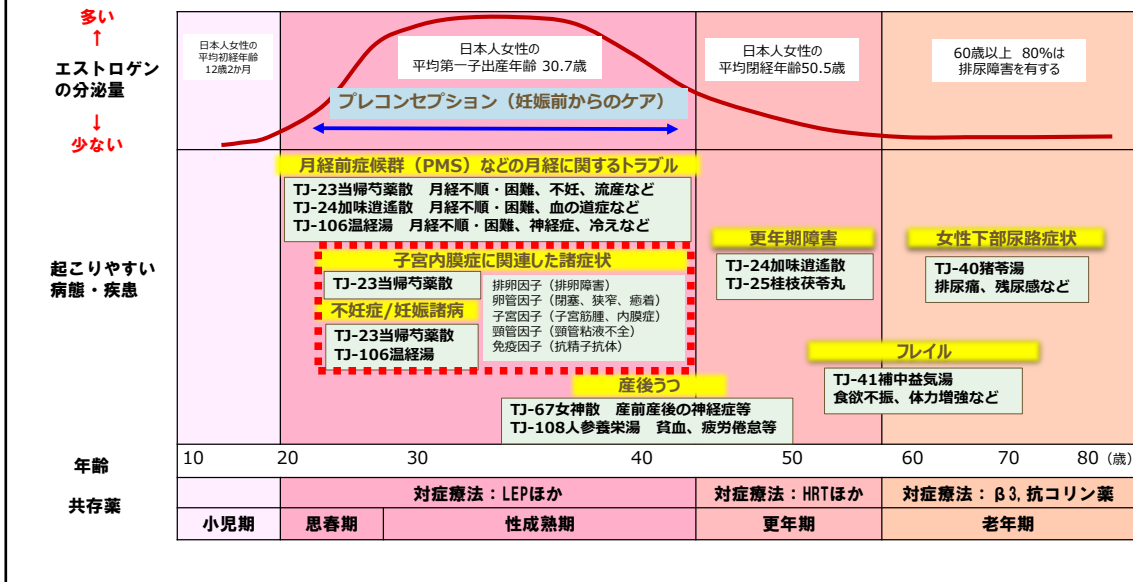 多い
↑
エストロゲン
の分泌量
↓
少ない
日本人女性の
平均初経年齢
12歳2か月
日本人女性の
平均第一子出産年齢 30.7歳
日本人女性の
平均閉経年齢50.5歳
60歳以上 80%は
排尿障害を有する
プレコンセプション（妊娠前からのケア）
起こりやすい
病態・疾患
月経前症候群（PMS）などの月経に関するトラブル
TJ-23当帰芍薬散 月経不順・困難、不妊、流産など
TJ-24加味逍遙散 月経不順・困難、血の道症など
TJ-106温経湯 月経不順・困難、神経症、冷えなど
子宮内膜症に関連した諸症状
TJ-23当帰芍薬散
不妊症/妊娠諸病
TJ-23当帰芍薬散
TJ-106温経湯
排卵因子（排卵障害）
卵管因子（閉塞、狭窄、癒着）
子宮因子（子宮筋腫、内膜症）
頸管因子（頸管粘液不全）
免疫因子（抗精子抗体）
産後うつ
TJ-67女神散 産前産後の神経症等
TJ-108人参養栄湯 貧血、疲労倦怠等
更年期障害
TJ-24加味逍遙散
TJ-25桂枝茯苓丸
女性下部尿路症状
TJ-40猪苓湯
排尿痛、残尿感など
フレイル
TJ-41補中益気湯
食欲不振、体力増強など
年齢
10 20 30 40 50 60 70 80（歳）
共存薬
対症療法：LEPほか
対症療法：HRTほか
対症療法：β3,抗コリン薬
小児期
思春期
性成熟期
更年期
老年期